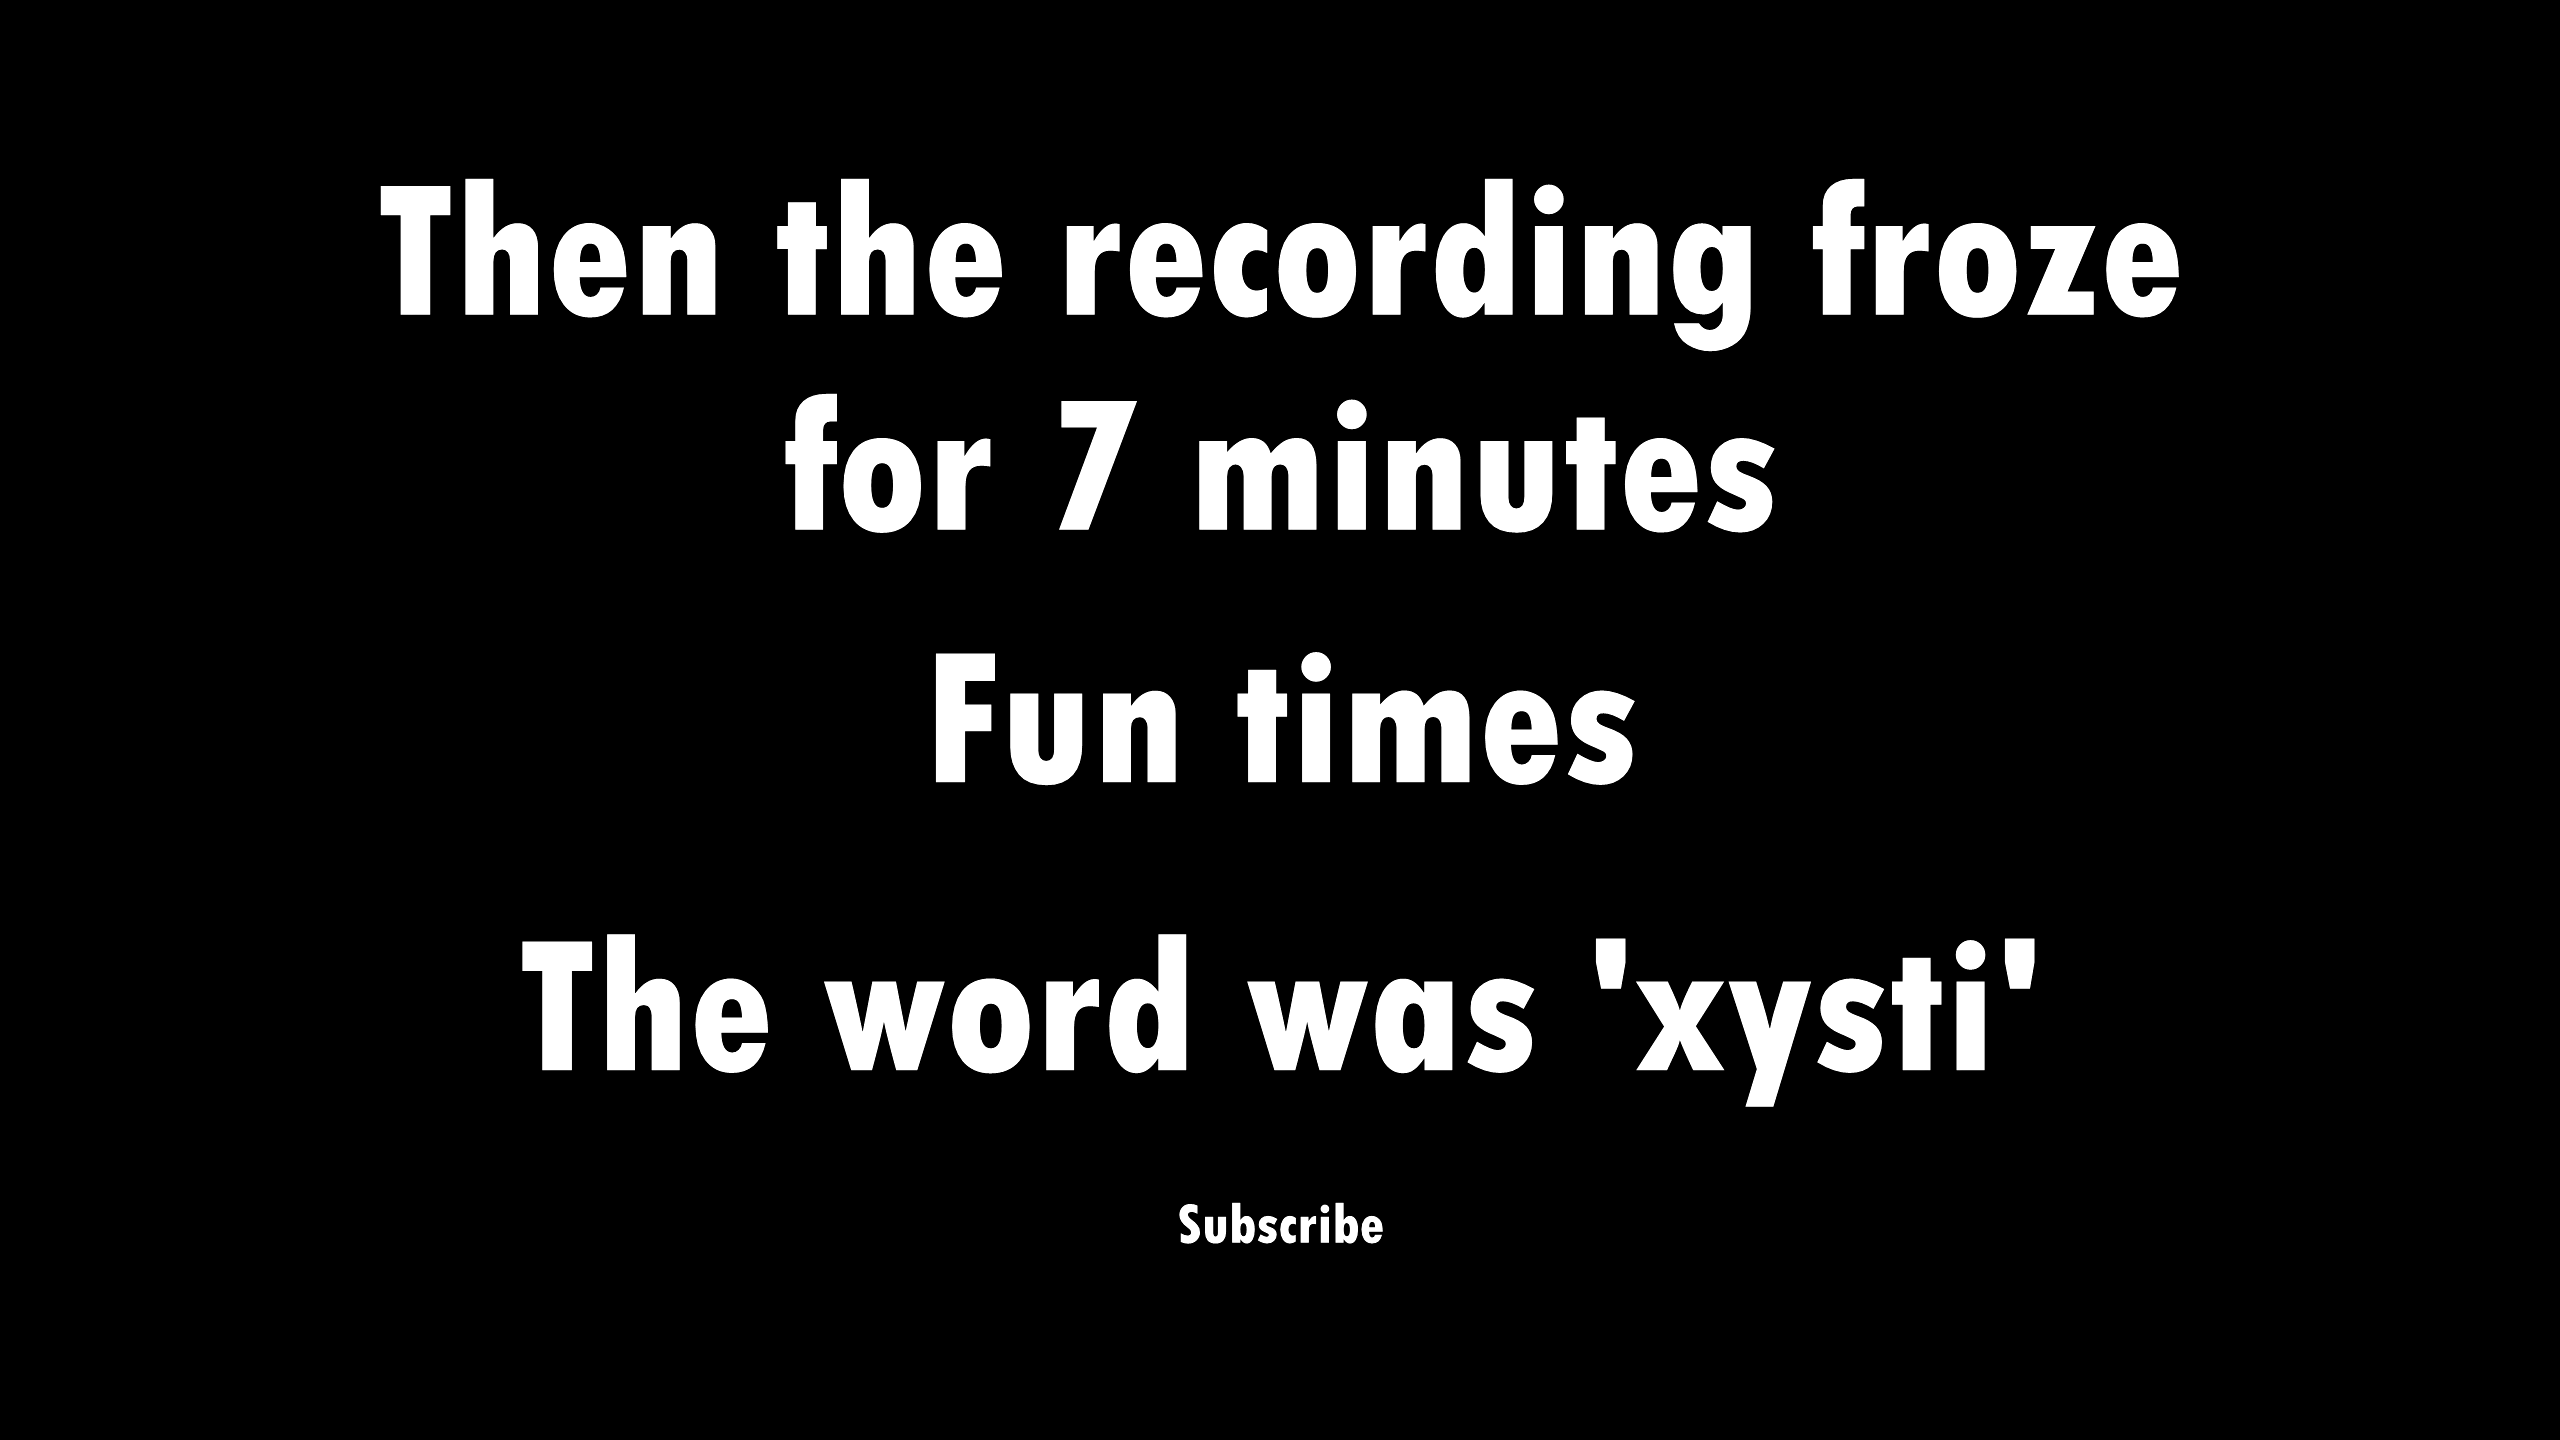 Then the recording froze
for 7 minutes
Fun times
The word was 'xysti'
Subscribe